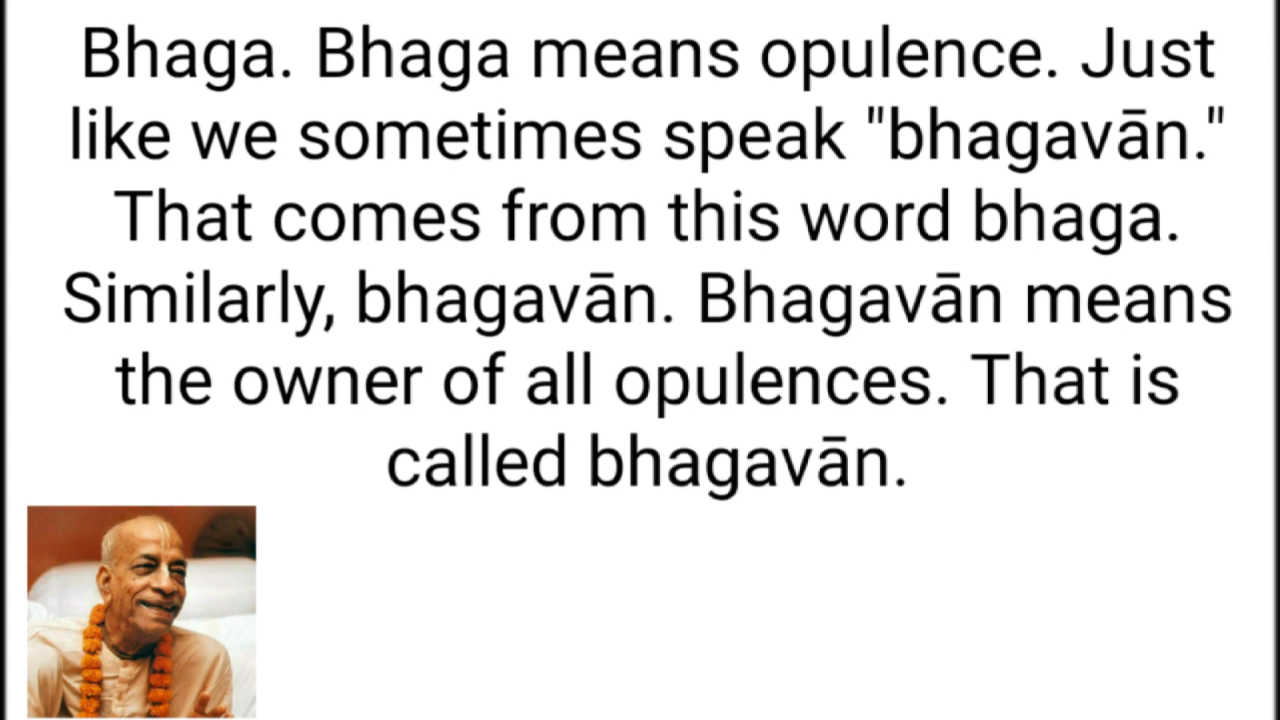 Bhaga. Bhaga means opulence. Just
like we sometimes speak "bhagavān."
That comes from this word bhaga.
Similarly, bhagavān. Bhagavān means
the owner of all opulences. That is
called bhagavān.